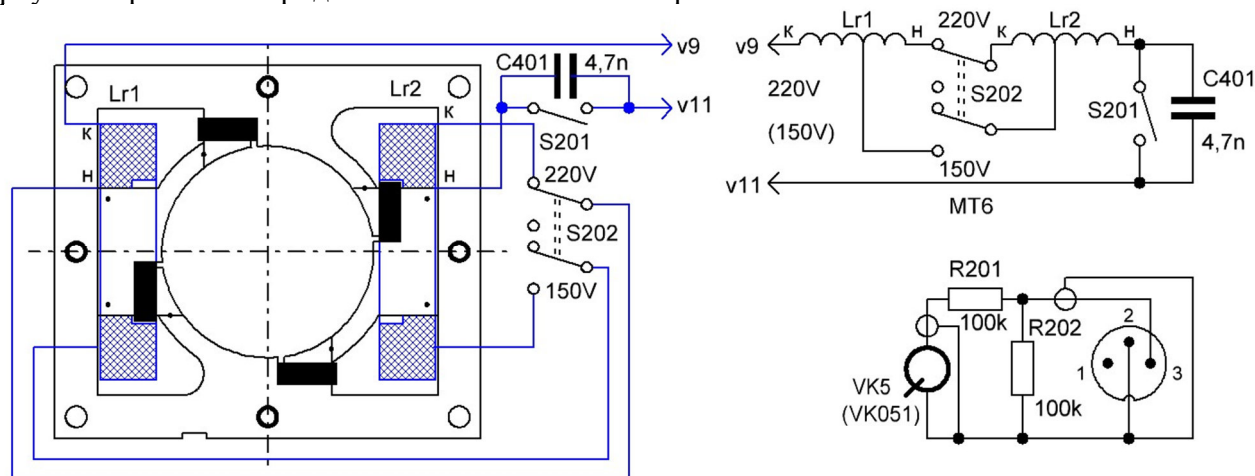 v9
C401
4,7n
v11
S201
220V
S202
150V
Lr1
Lr2
К
Н
К
Н
220V
Lr1
Lr2
v9
К
Н
К
Н
220V
(150V)
S202
S201
C401
4,7n
150V
v11
MT6
R201
100k
R202
100k
VK5
(VK051)
1
2
3